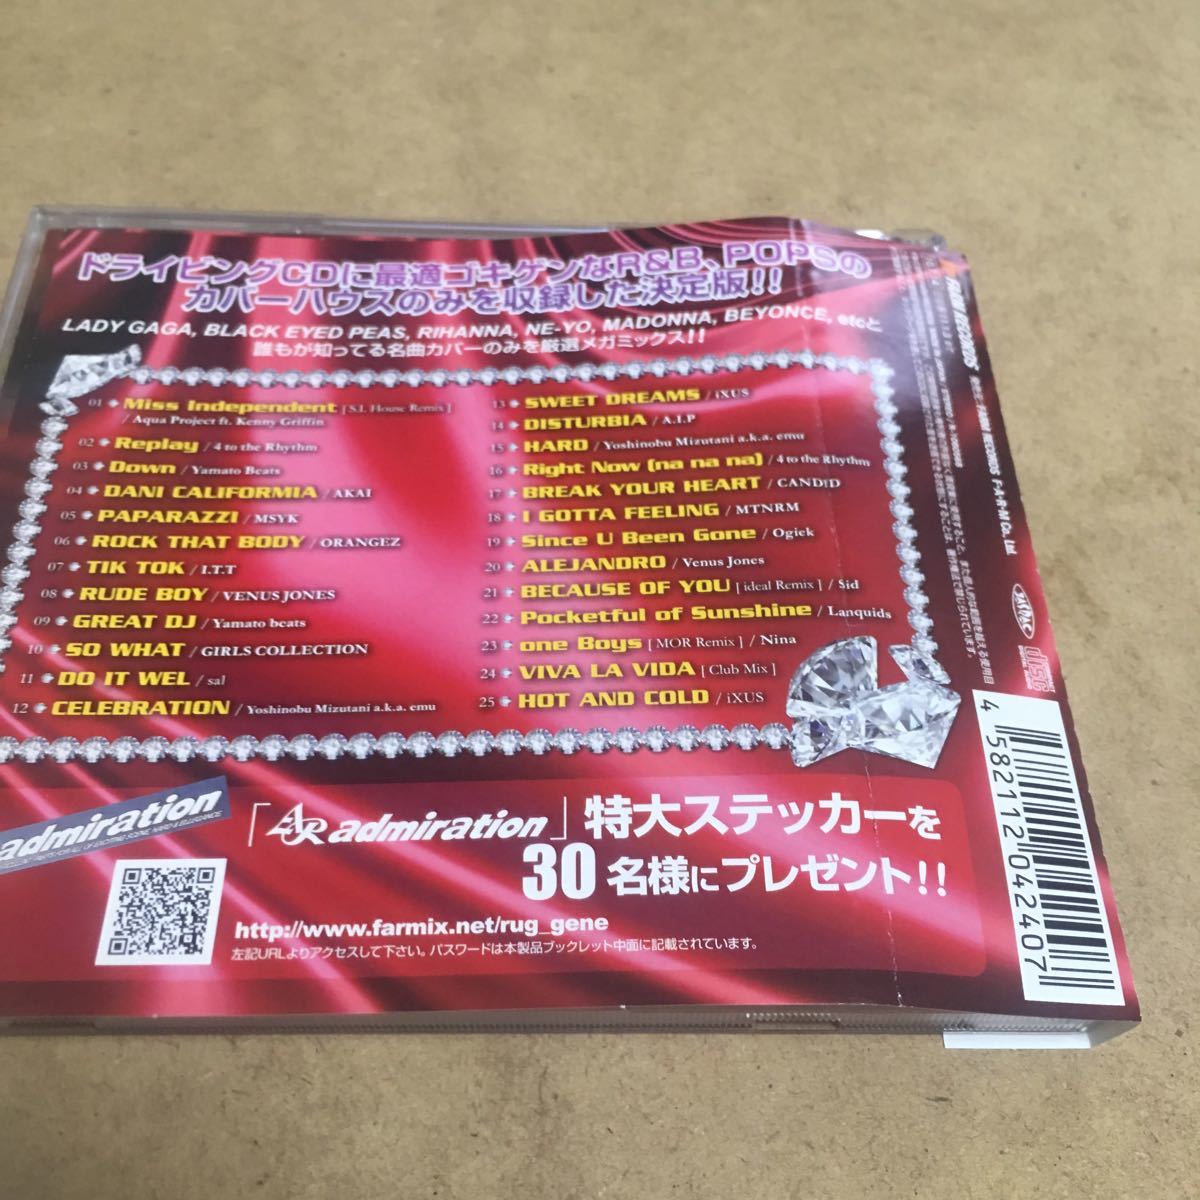 ドライビングCDに最適ゴキゲンなR&B、POPSの
カバーハウスのみを収録した決定版!!
LADY GAGA, BLACK EYED PEAS, RIHANNA, NE-YO, MADONNA, BEYONCE, etcと
誰もが知ってる名曲カバーのみを厳選メガミックス!!
01 Miss Independent [S.I. House Remix]
/ Aqua Project ft. Kenny Griffin
02 Replay / 4 to the Rhythm
03 Down / Yamato Beats
04 DANI CALIFORMIA / AKAI
05 PAPARAZZI / MSYK
06 ROCK THAT BODY / ORANGEZ
07 TIK TOK / I.T.T
08 RUDE BOY / VENUS JONES
09 GREAT DJ / Yamato beats
10 SO WHAT / GIRLS COLLECTION
11 DO IT WEL / sal
12 CELEBRATION / Yoshinobu Mizutani a.k.a. emu
13 SWEET DREAMS / iXUS
14 DISTURBIA / A.I.P
15 HARD / Yoshinobu Mizutani a.k.a. emu
16 Right Now (na na na) / 4 to the Rhythm
17 BREAK YOUR HEART / CAND!D
18 I GOTTA FEELING / MTNRM
19 Since U Been Gone / Ogiek
20 ALEJANDRO / Venus Jones
21 BECAUSE OF YOU [ideal Remix] / $id
22 Pocketful of Sunshine / Lanquids
23 one Boys [MOR Remix] / Nina
24 VIVA LA VIDA [Club Mix]
25 HOT AND COLD / iXUS
admiration
「AR admiration」特大ステッカーを
30名様にプレゼント!!
http://www.farmix.net/rug_gene
左記URLよりアクセスして下さい。パスワードは本製品ブックレット中面に記載されています。
FARM RECORDS
FARM RECORDS F・A・R・M Co., Ltd.
JASRAC
disc
4 582112 042407